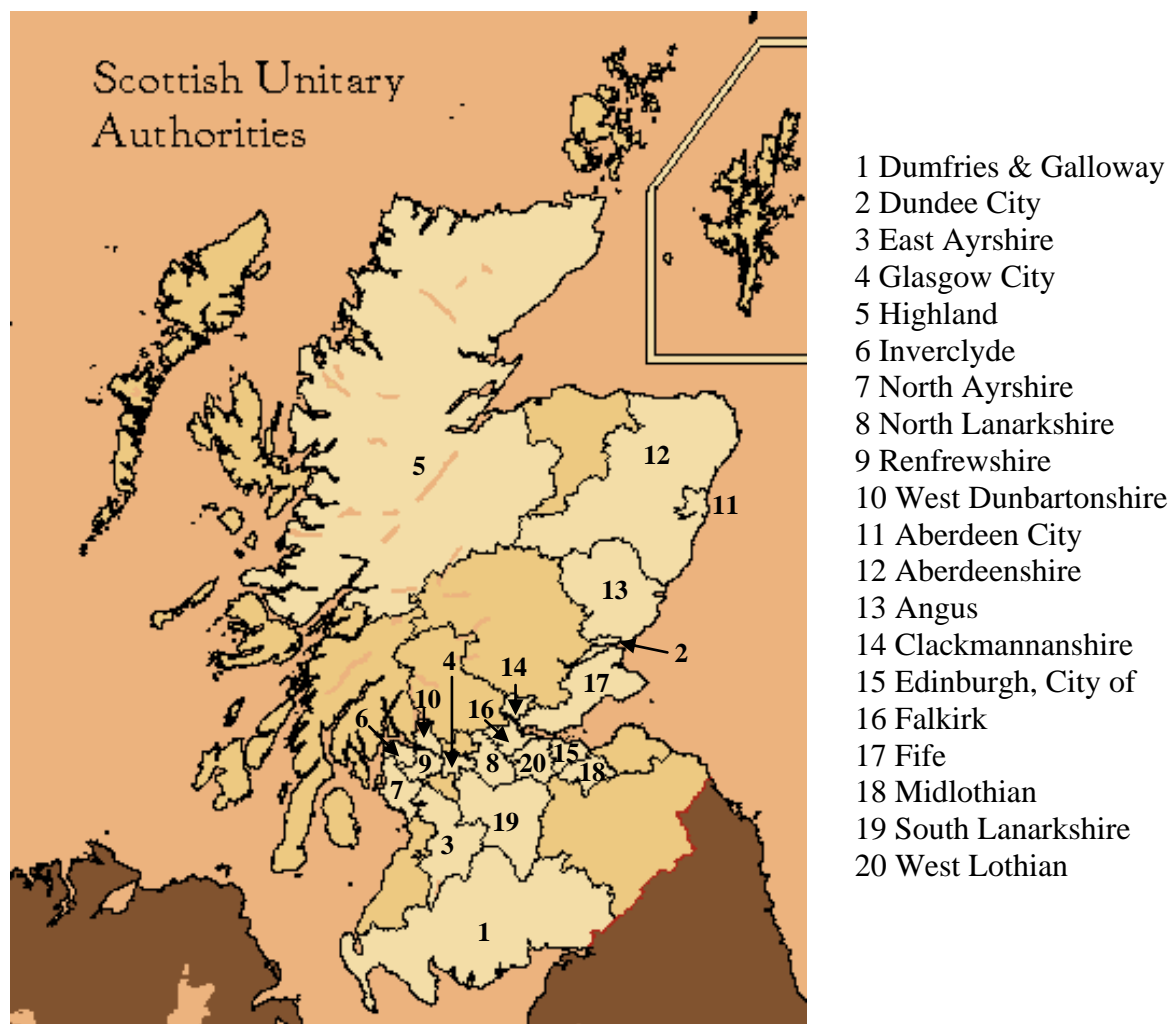 Scottish Unitary
Authorities
5
12
11
13
2
4
14
17
10
16
6
15
9
8
20
18
7
19
3
1
1 Dumfries & Galloway
2 Dundee City
3 East Ayrshire
4 Glasgow City
5 Highland
6 Inverclyde
7 North Ayrshire
8 North Lanarkshire
9 Renfrewshire
10 West Dunbartonshire
11 Aberdeen City
12 Aberdeenshire
13 Angus
14 Clackmannanshire
15 Edinburgh, City of
16 Falkirk
17 Fife
18 Midlothian
19 South Lanarkshire
20 West Lothian